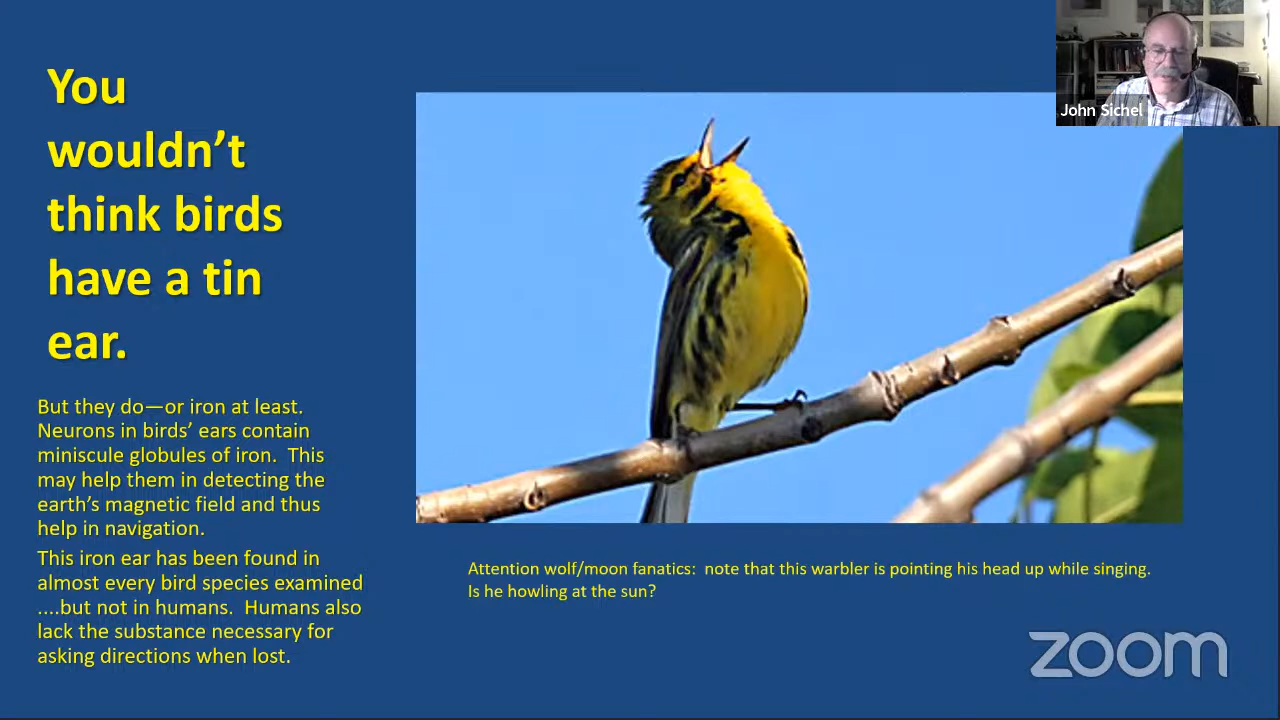 You
wouldn’t
think birds
have a tin
ear.
But they do—or iron at least.
Neurons in birds’ ears contain
miniscule globules of iron.  This
may help them in detecting the
earth’s magnetic field and thus
help in navigation.
This iron ear has been found in
almost every bird species examined
....but not in humans.  Humans also
lack the substance necessary for
asking directions when lost.
John Sichel
Attention wolf/moon fanatics:  note that this warbler is pointing his head up while singing.
Is he howling at the sun?
zoom